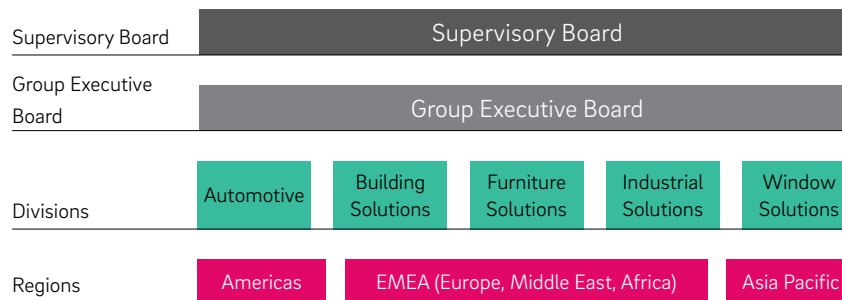 Supervisory Board
Supervisory Board
Group Executive
Board
Group Executive Board
Divisions
Automotive
Building
Solutions
Furniture
Solutions
Industrial
Solutions
Window
Solutions
Regions
Americas
EMEA (Europe, Middle East, Africa)
Asia Pacific